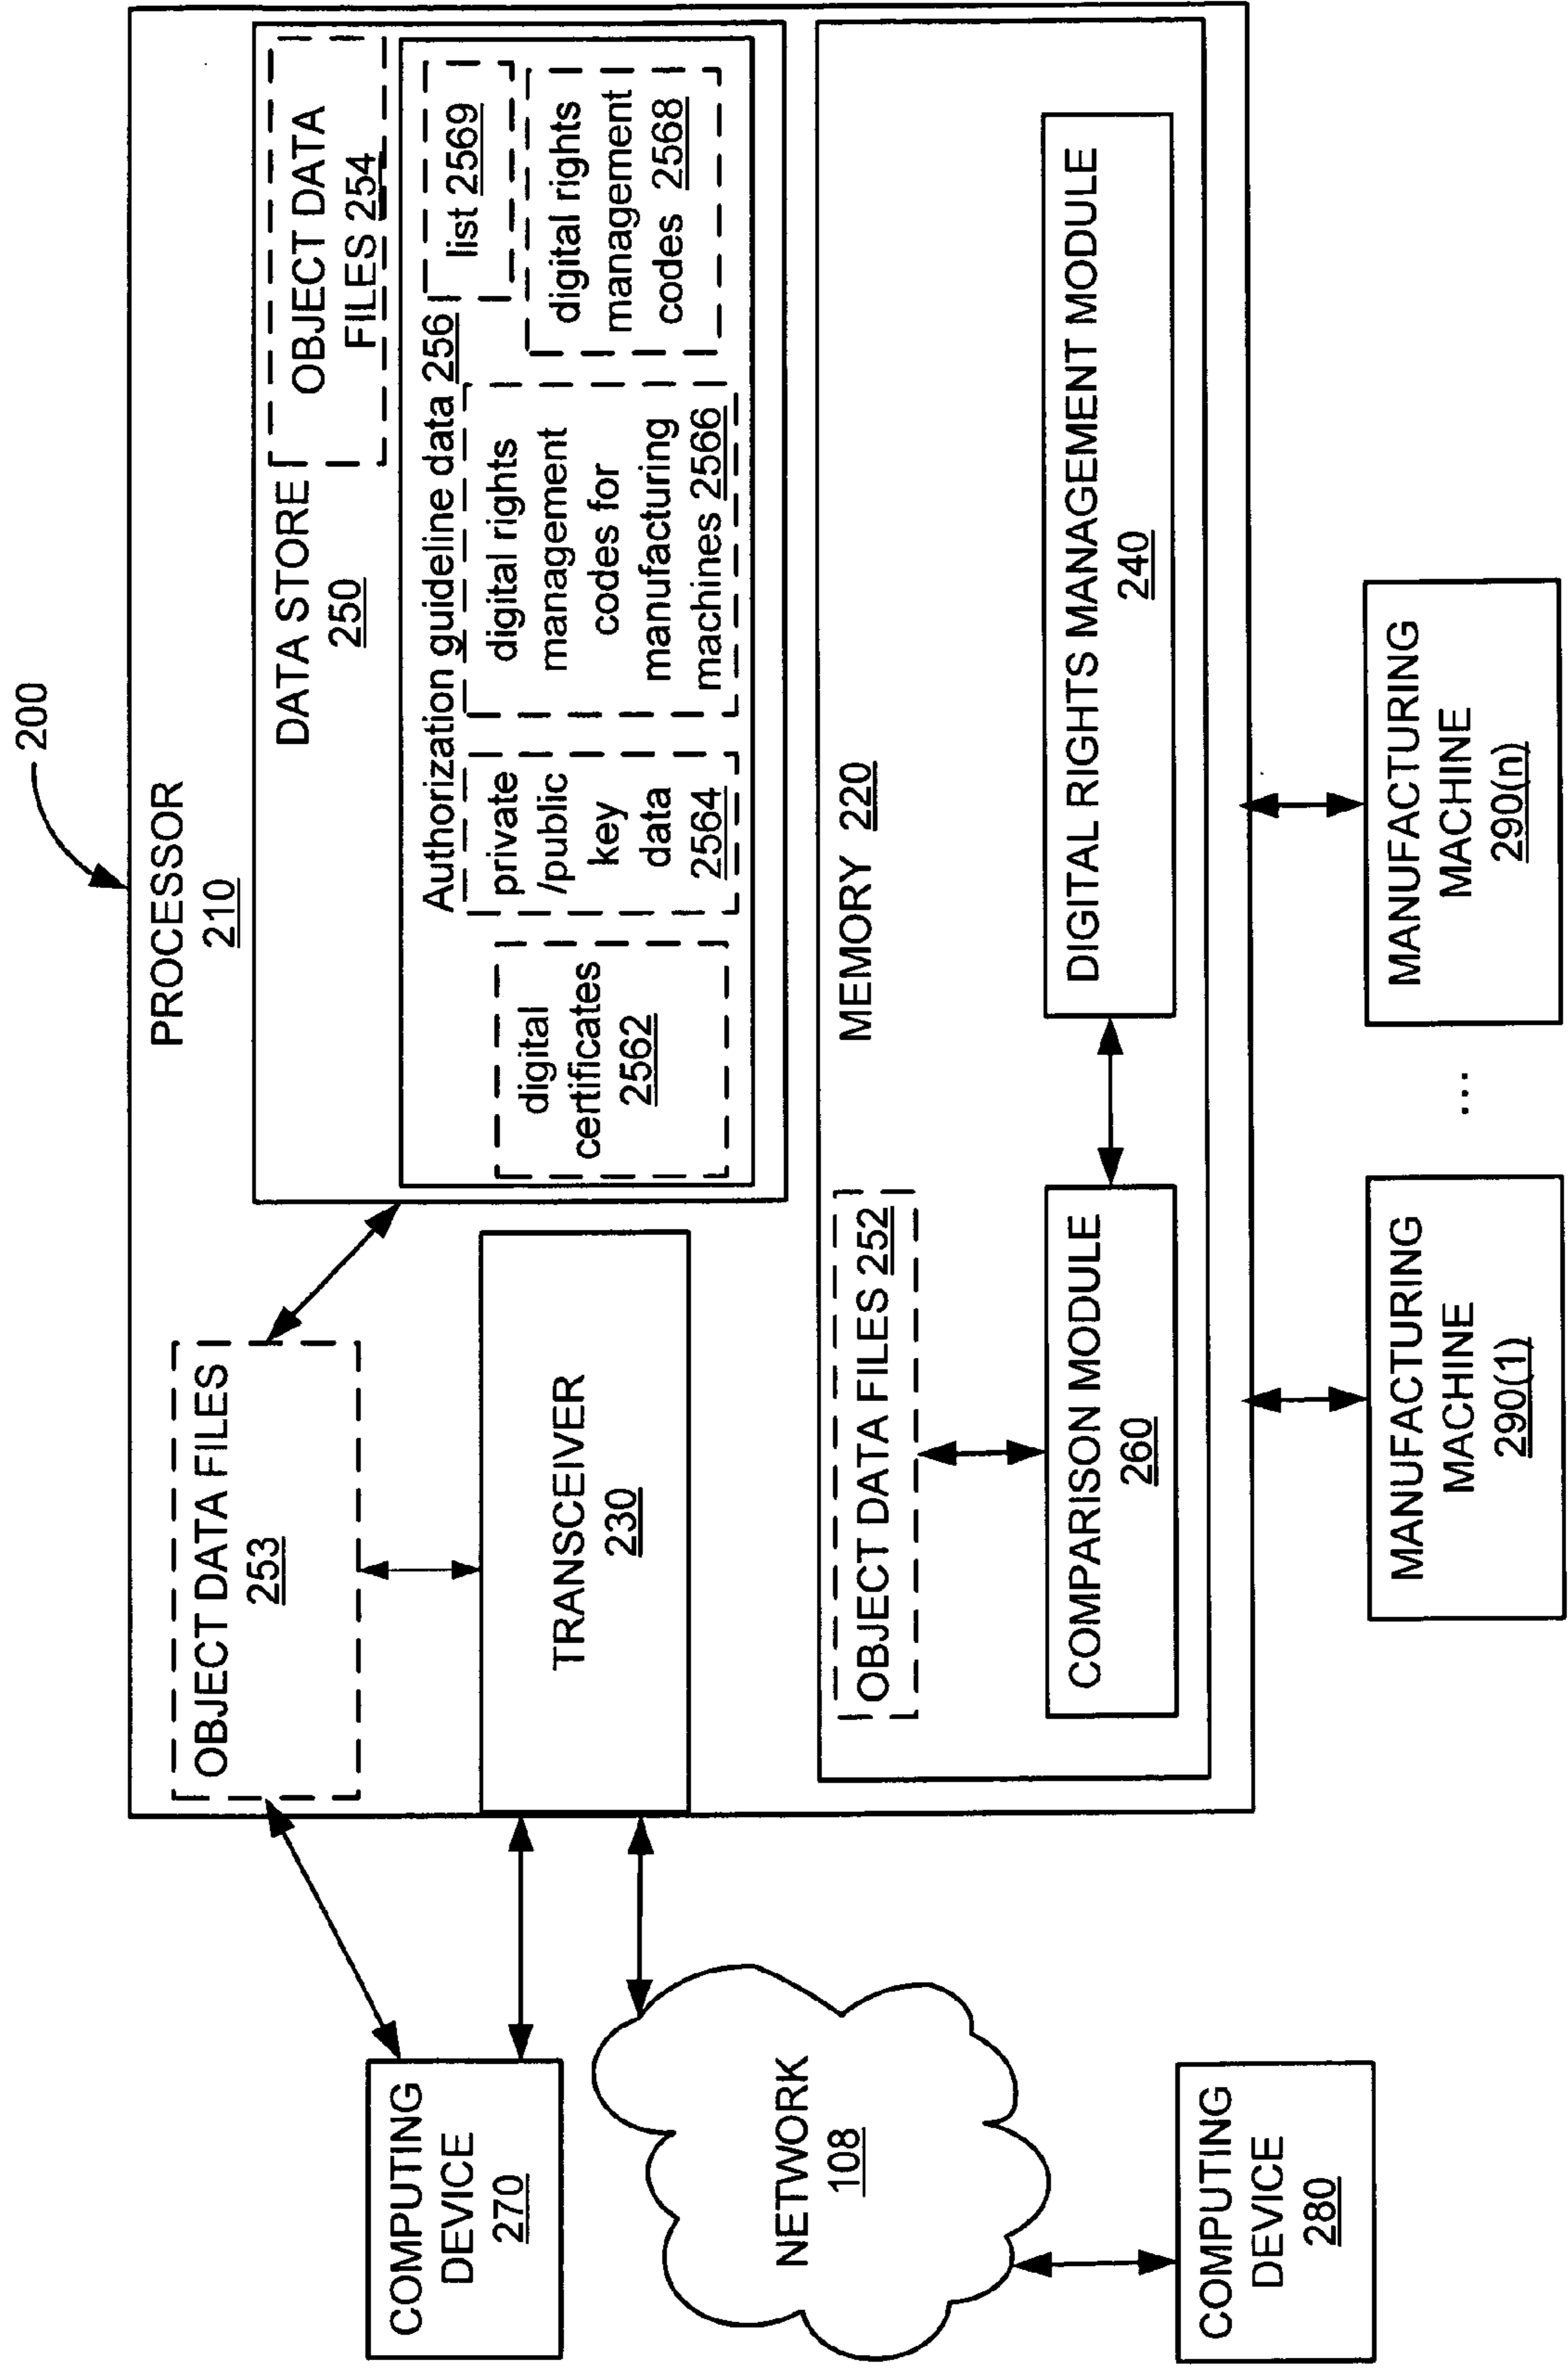 200
PROCESSOR
210
DATA STORE
250
OBJECT DATA
FILES 254
Authorization guideline data 256
list 2569
digital
certificates
2562
private
/public
key
data
2564
digital rights
management
codes for
manufacturing
machines 2566
digital rights
management
codes 2568
OBJECT DATA FILES
253
TRANSCEIVER
230
MEMORY 220
OBJECT DATA FILES 252
COMPARISON MODULE
260
DIGITAL RIGHTS MANAGEMENT MODULE
240
COMPUTING
DEVICE
270
NETWORK
108
COMPUTING
DEVICE
280
MANUFACTURING
MACHINE
290(1)
...
MANUFACTURING
MACHINE
290(n)